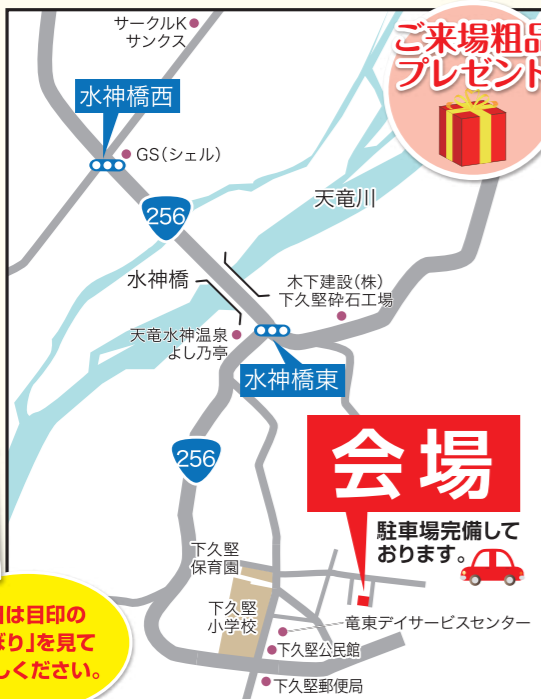 サークルK
サンクス
ご来場粗品
プレゼント
水神橋西
GS(シェル)
天竜川
256
水神橋
木下建設(株)
下久堅砕石工場
天竜水神温泉
よし乃亭
水神橋東
会場
256
駐車場完備して
おります。
下久堅
保育園
下久堅
小学校
竜東デイサービスセンター
下久堅公民館
下久堅郵便局
は目印の
ぼり」を見て
しください。